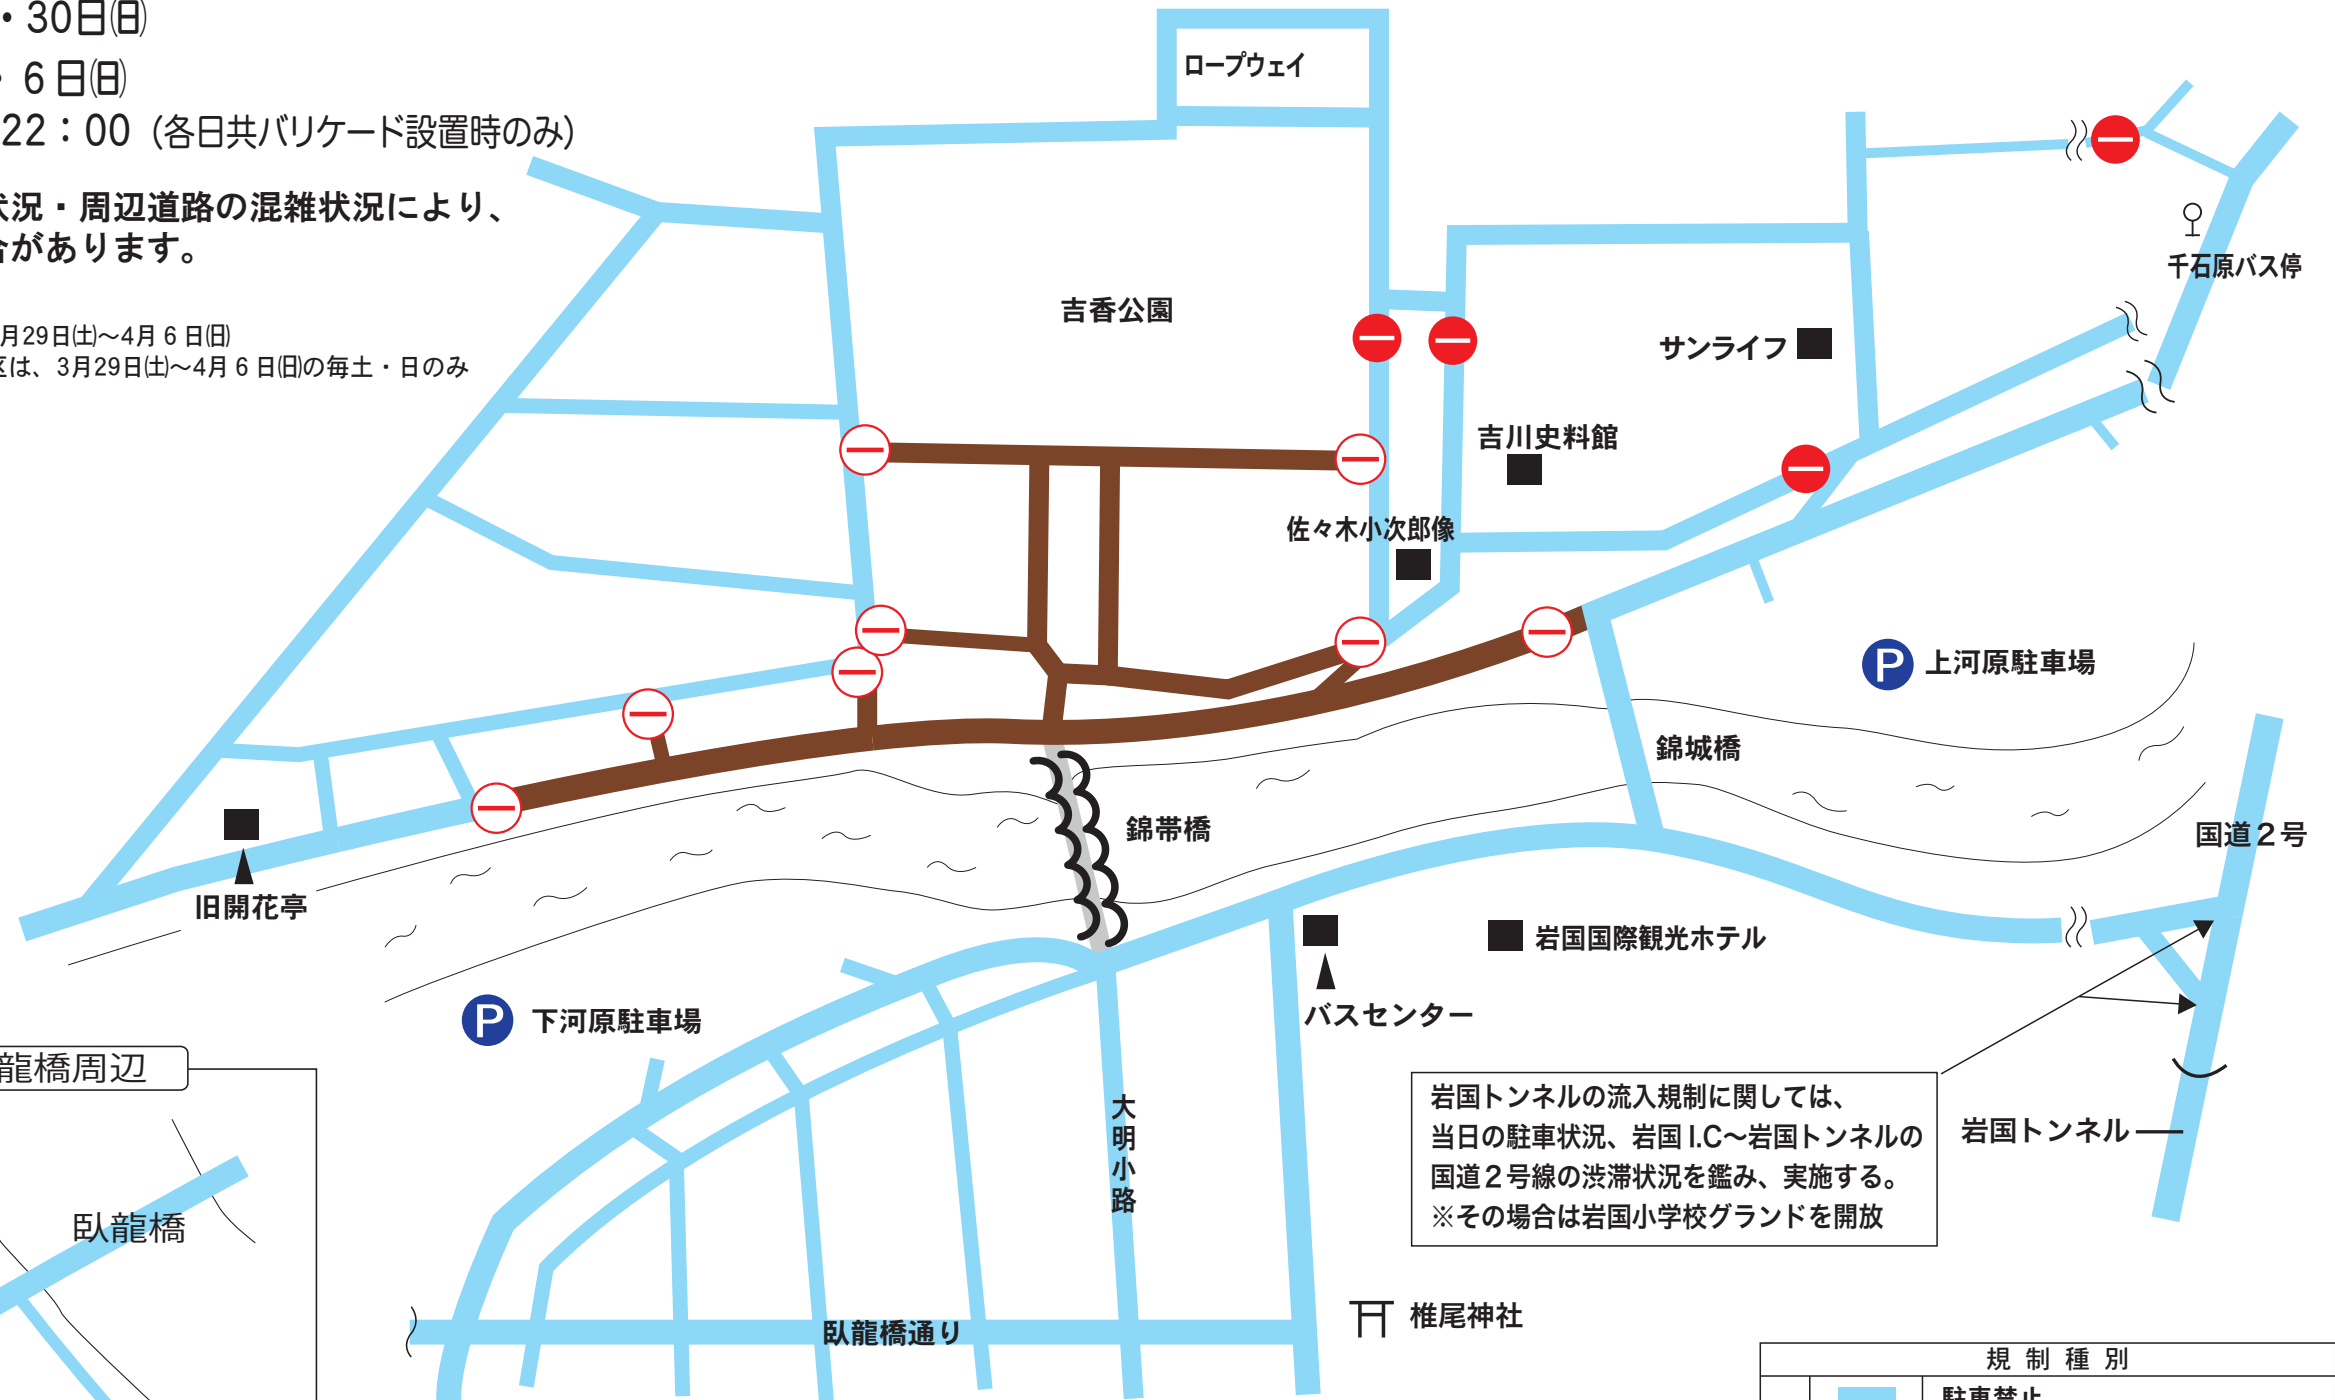 ・30日㈰
・ 6日㈰
22：00（各日共バリケード設置時のみ）
状況・周辺道路の混雑状況により、
合があります。
月29日㈯～4月６日㈰
区は、3月29日㈯～4月６日㈰の毎土・日のみ
ロープウェイ
千石原バス停
吉香公園
サンライフ
吉川史料館
佐々木小次郎像
P 上河原駐車場
錦城橋
錦帯橋
国道２号
旧開花亭
岩国国際観光ホテル
バスセンター
P 下河原駐車場
龍橋周辺
臥龍橋
大明小路
岩国トンネルの流入規制に関しては、
当日の駐車状況、岩国I.C～岩国トンネルの
国道２号線の渋滞状況を鑑み、実施する。
※その場合は岩国小学校グランドを開放
岩国トンネル
臥龍橋通り
椎尾神社
規制種別
駐車禁止